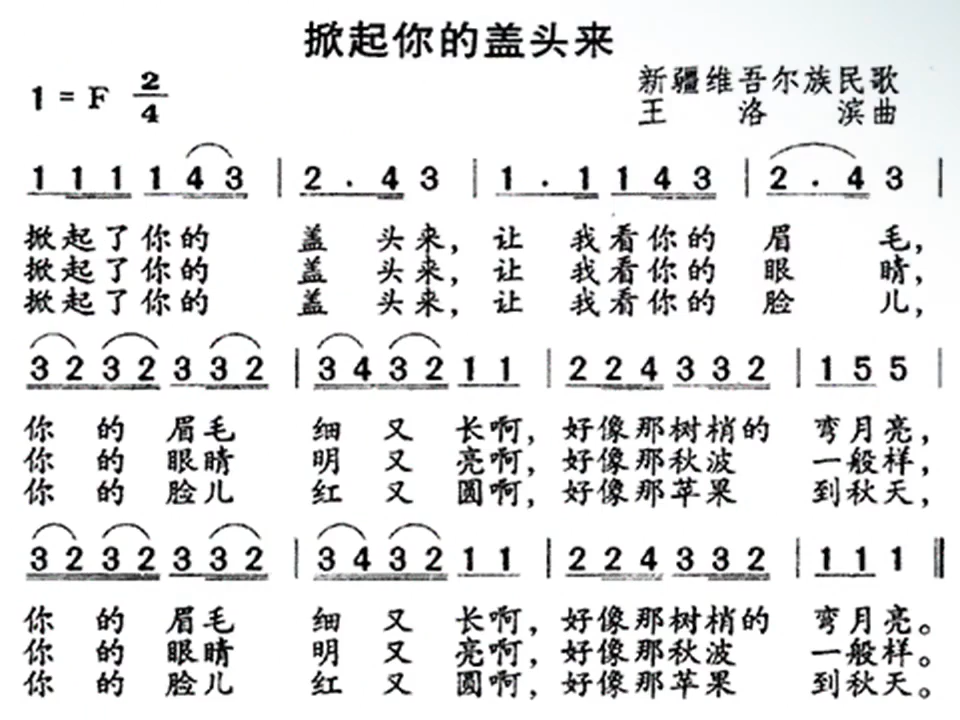 掀起你的盖头来
新疆维吾尔族民歌
1 = F 2/4
王 洛 滨曲
1 1 1 1 4 3 | 2 . 4 3 | 1 . 1 1 4 3 | 2 . 4 3 |
掀起了你的 盖 头来, 让 我看你的 眉 毛,
掀起了你的 盖 头来, 让 我看你的 眼 睛,
掀起了你的 盖 头来, 让 我看你的 脸 儿,
3 2 3 2 3 3 2 | 3 4 3 2 1 1 | 2 2 4 3 3 2 | 1 5 5 |
你 的 眉毛 细 又 长啊, 好像那树梢的 弯月亮,
你 的 眼睛 明 又 亮啊, 好像那秋波 一般样,
你 的 脸儿 红 又 圆啊, 好像那苹果 到秋天,
3 2 3 2 3 3 2 | 3 4 3 2 1 1 | 2 2 4 3 3 2 | 1 1 1 ||
你 的 眉毛 细 又 长啊, 好像那树梢的 弯月亮。
你 的 眼睛 明 又 亮啊, 好像那秋波 一般样。
你 的 脸儿 红 又 圆啊, 好像那苹果 到秋天。